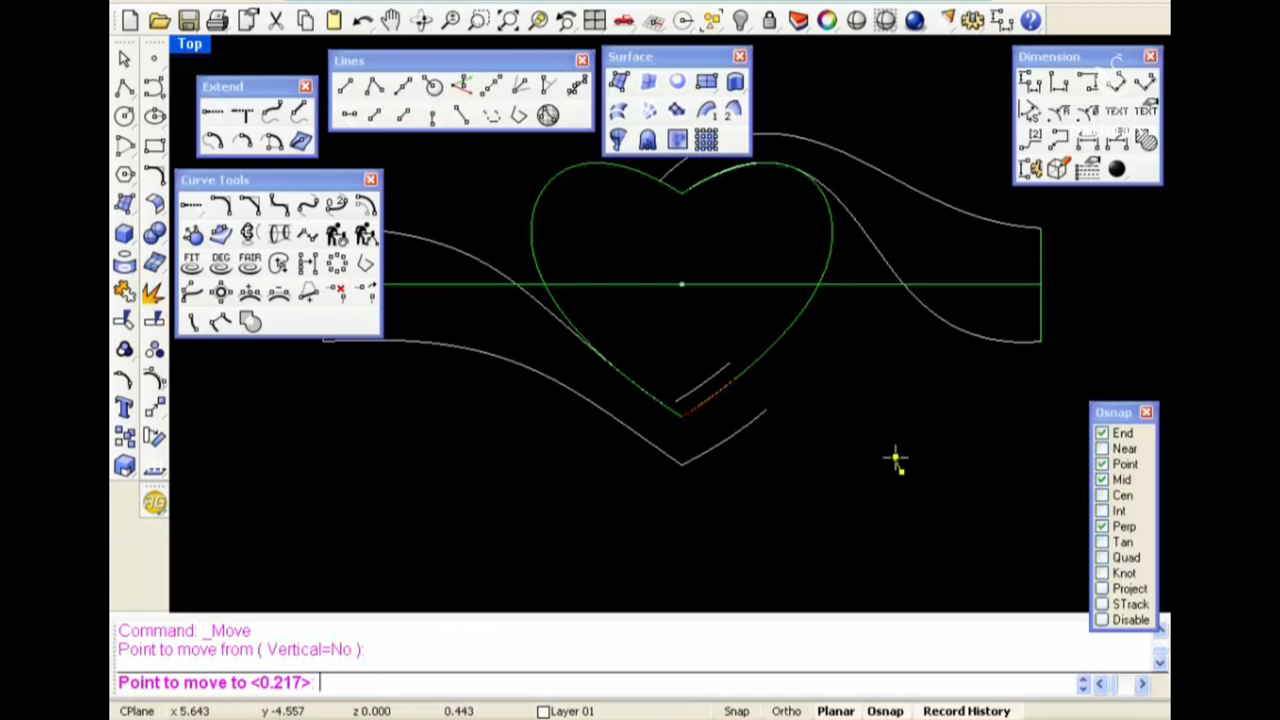 Top
Extend
Lines
Surface
Dimension
TEXT TEXT
Curve Tools
FIT DEG FAIR
Osnap
End
Near
Point
Mid
Cen
Int
Perp
Tan
Quad
Knot
Project
STrack
Disable
Command: _Move
Point to move from ( Vertical=No ):
Point to move to <0.217>:
CPlane x 5.643 y -4.557 z 0.000 0.443 Layer 01 Snap Ortho Planar Osnap Record History